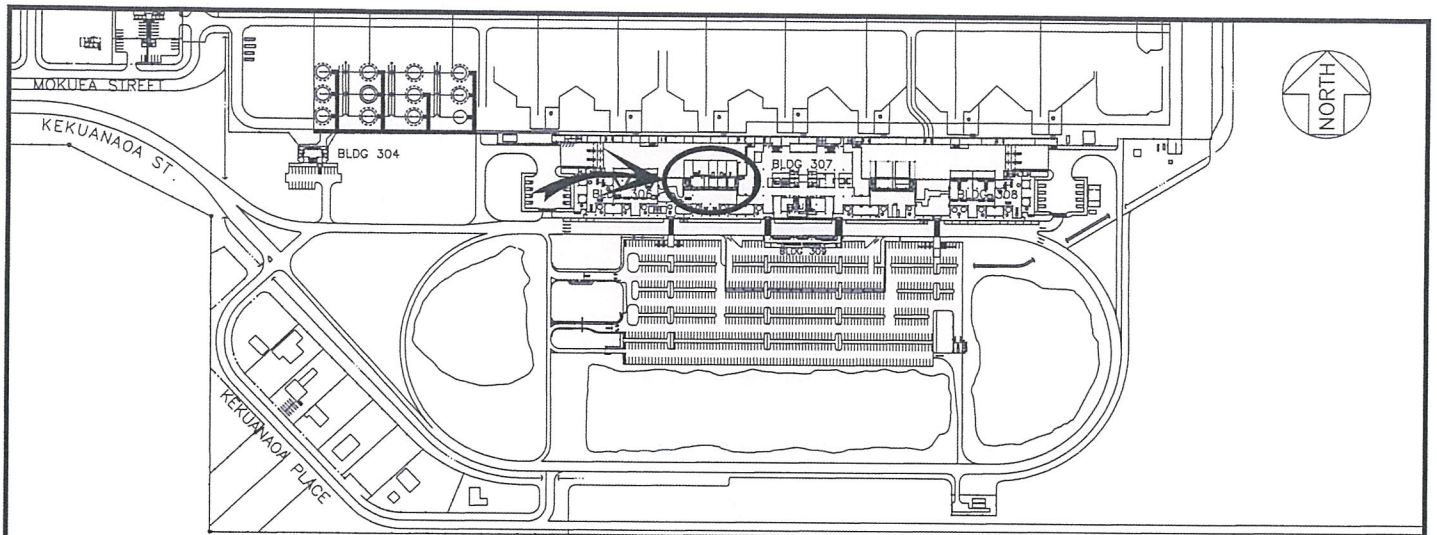 MOKUEA STREET
NORTH
KEKUANAOA ST.
BLDG 304
BLDG 307
BLDG 308
BLDG 309
KEKUANAOA PLACE